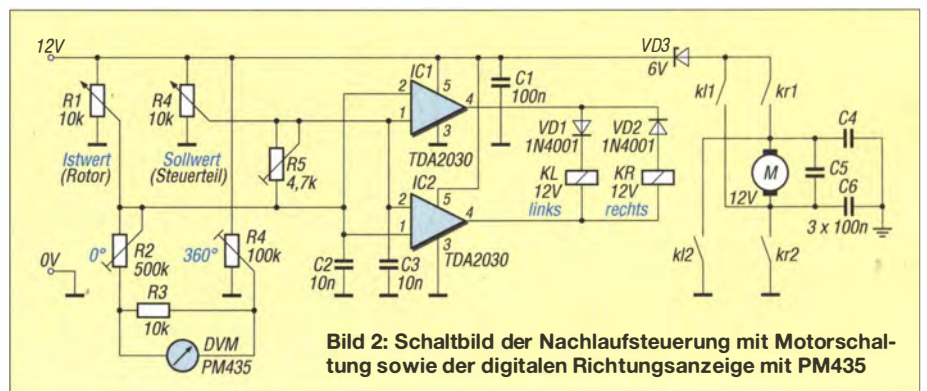 12V
R1
10k
Istwert
(Rotor)
R4
10k
Sollwert
(Steuerteil)
R5
4,7k
IC1
2
5
1
4
3
TDA2030
IC2
2
5
1
4
3
TDA2030
C1
100n
VD1
1N4001
VD2
1N4001
KL
12V
links
KR
12V
rechts
VD3
6V
kl1
kr1
C4
C5
C6
3 x 100n
M
12V
kl2
kr2
0°
R2
500k
360°
R4
100k
C2
10n
C3
10n
0V
R3
10k
DVM
PM435
Bild 2: Schaltbild der Nachlaufsteuerung mit Motorschal-
tung sowie der digitalen Richtungsanzeige mit PM435